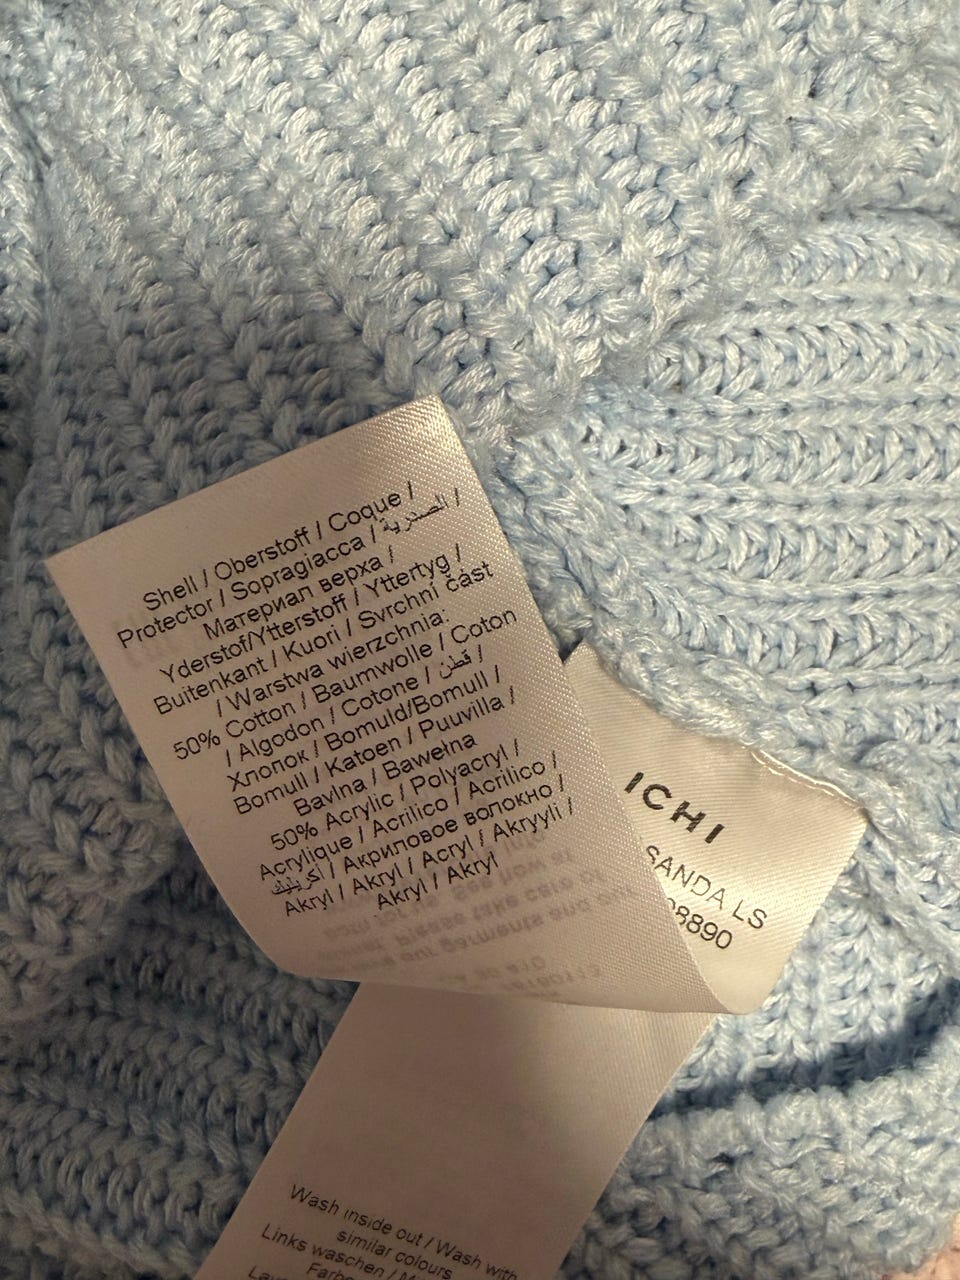 Shell / Oberstoff / Coque /
Protector / Sopragiacca / الصدرية /
Материал верха /
Yderstof/Ytterstoff / Yttertyg /
Buitenkant / Kuori / Svrchní část
/ Warstwa wierzchnia:
50% Cotton / Baumwolle / Coton
/ Algodon / Cotone / قطن /
Хлопок / Bomuld/Bomull /
Bomull / Katoen / Puuvilla /
Bavlna / Bawełna
50% Acrylic / Polyacryl /
Acrylique / Acrilico / Acrilico /
أكريليك / Акриловое волокно /
Akryl / Akryl / Acryl / Akryyli /
Akryl / Akryl
ICHI
SANDA LS
8890
Wash inside out / Wash with
similar colours
Links waschen /